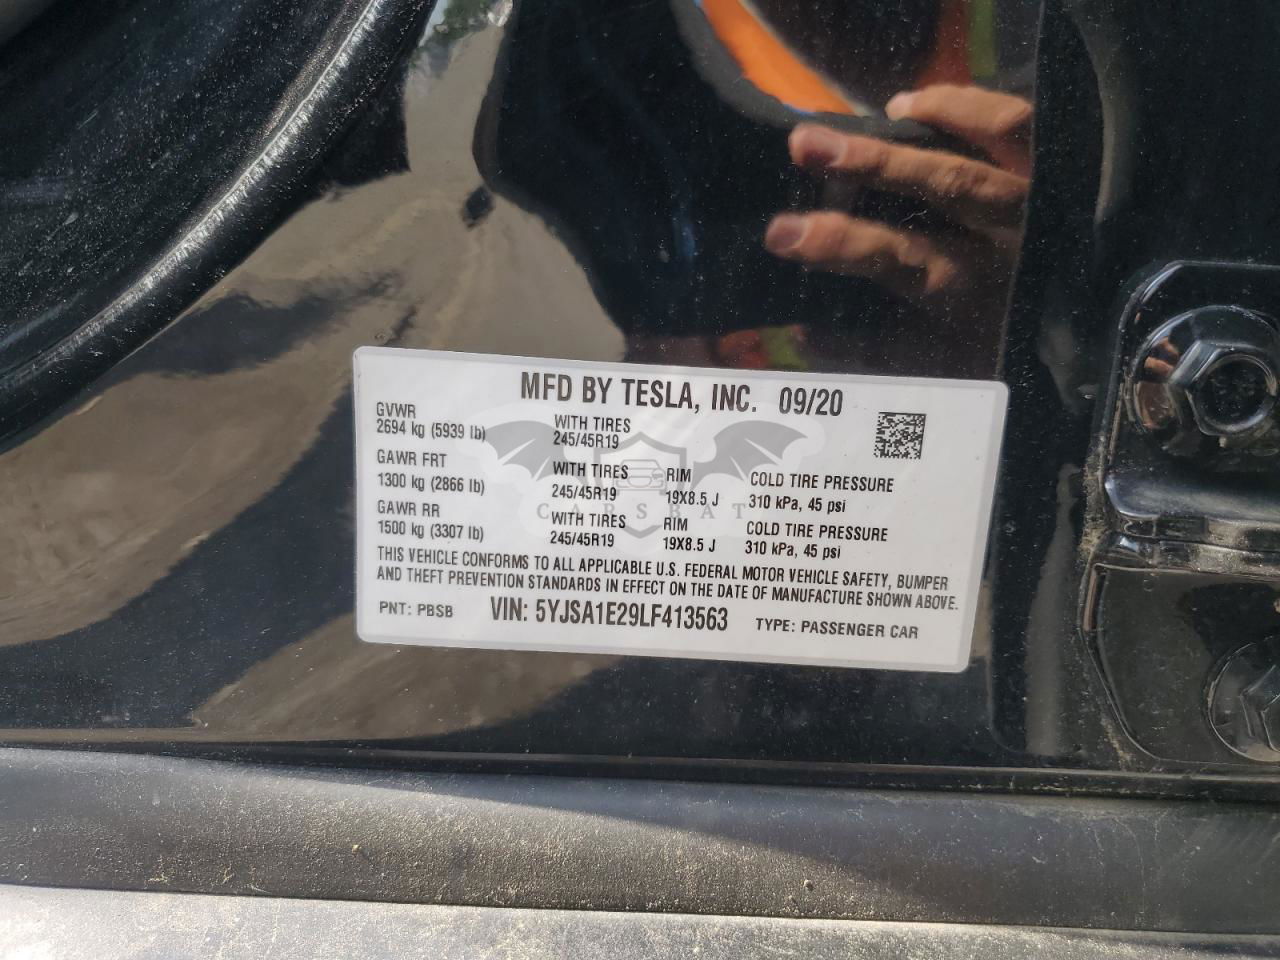 MFD BY TESLA, INC. 09/20
GVWR
2694 kg (5939 lb)
WITH TIRES
245/45R19
GAWR FRT
1300 kg (2866 lb)
WITH TIRES
245/45R19
RIM
19X8.5 J
COLD TIRE PRESSURE
310 kPa, 45 psi
GAWR RR
1500 kg (3307 lb)
WITH TIRES
245/45R19
RIM
19X8.5 J
COLD TIRE PRESSURE
310 kPa, 45 psi
CARSBAT
THIS VEHICLE CONFORMS TO ALL APPLICABLE U.S. FEDERAL MOTOR VEHICLE SAFETY, BUMPER
AND THEFT PREVENTION STANDARDS IN EFFECT ON THE DATE OF MANUFACTURE SHOWN ABOVE.
PNT: PBSB VIN: 5YJSA1E29LF413563 TYPE: PASSENGER CAR